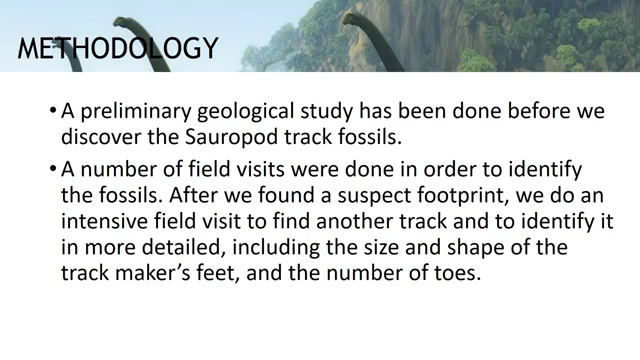 METHODOLOGY
• A preliminary geological study has been done before we
discover the Sauropod track fossils.
• A number of field visits were done in order to identify
the fossils. After we found a suspect footprint, we do an
intensive field visit to find another track and to identify it
in more detailed, including the size and shape of the
track maker’s feet, and the number of toes.